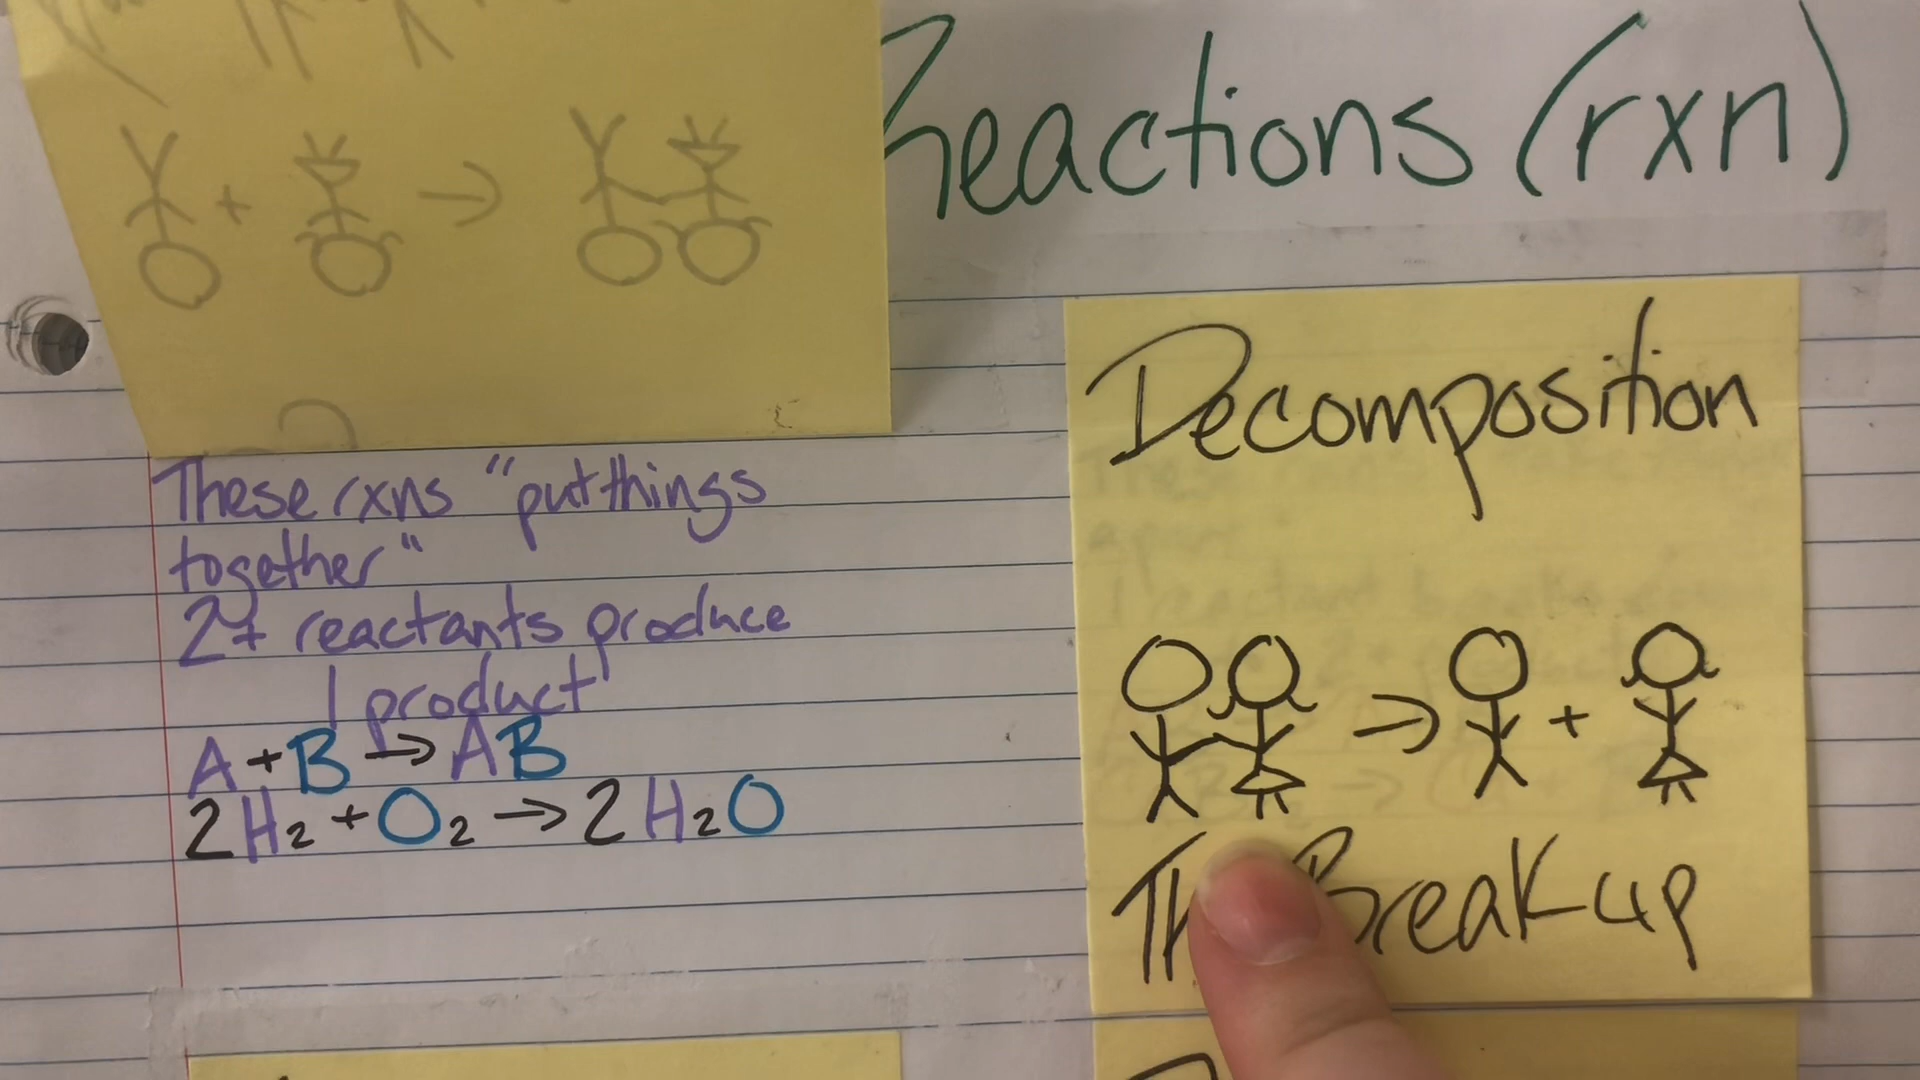 Reactions (rxn)
These rxns "put things
together"
2+ reactants produce
1 product
A + B → AB
2H₂ + O₂ → 2H₂O
Decomposition
→ +
Breakup